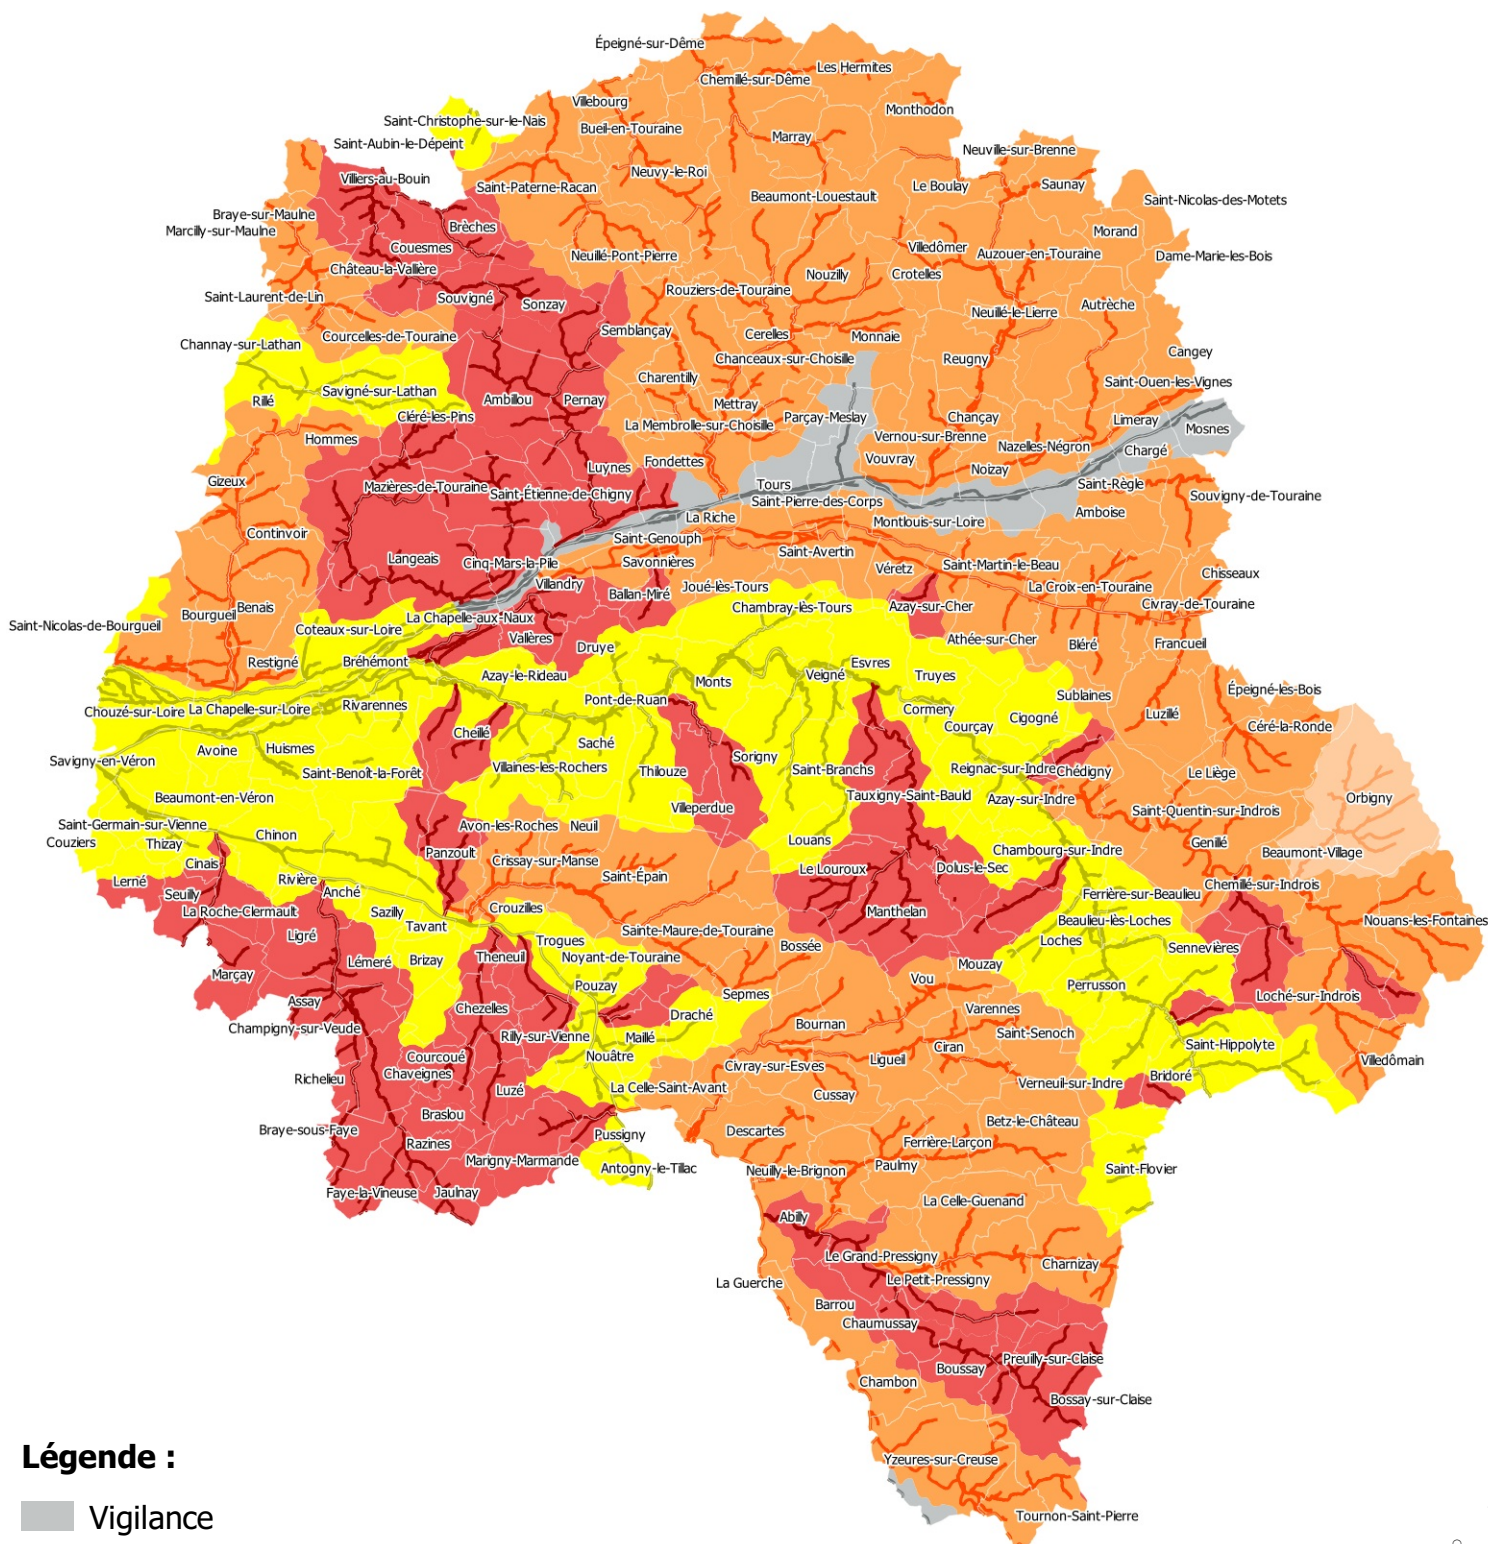 Épeigné-sur-Dême
Les Hermites
Chemillé-sur-Dême
Villebourg
Monthodon
Saint-Christophe-sur-le-Nais
Bueil-en-Touraine
Marray
Saint-Aubin-le-Dépeint
Neuville-sur-Brenne
Neuvy-le-Roi
Villiers-au-Bouin
Saint-Paterne-Racan
Le Boulay
Saunay
Beaumont-Louestault
Saint-Nicolas-des-Motets
Braye-sur-Maulne
Brèches
Marcilly-sur-Maulne
Morand
Couesmes
Villedômer
Auzouer-en-Touraine
Neuillé-Pont-Pierre
Dame-Marie-les-Bois
Château-la-Vallière
Nouzilly
Crotelles
Rouziers-de-Touraine
Saint-Laurent-de-Lin
Souvigné
Sonzay
Autrèche
Neuillé-le-Lierre
Semblançay
Cerelles
Courcelles-de-Touraine
Monnaie
Channay-sur-Lathan
Cangey
Chanceaux-sur-Choisille
Reugny
Charentilly
Saint-Ouen-les-Vignes
Savigné-sur-Lathan
Rillé
Ambillou
Pernay
Mettray
Cléré-les-Pins
Parçay-Meslay
Chançay
Limeray
La Membrolle-sur-Choisille
Mosnes
Hommes
Vernou-sur-Brenne
Nazelles-Négron
Chargé
Fondettes
Vouvray
Luynes
Noizay
Gizeux
Mazières-de-Touraine
Tours
Saint-Règle
Saint-Étienne-de-Chigny
Souvigny-de-Touraine
Saint-Pierre-des-Corps
Amboise
La Riche
Montlouis-sur-Loire
Continvoir
Saint-Genouph
Saint-Avertin
Langeais
Cinq-Mars-la-Pile
Savonnières
Saint-Martin-le-Beau
Véretz
Chisseaux
Villandry
Joué-lès-Tours
La Croix-en-Touraine
Ballan-Miré
Civray-de-Touraine
Benais
Chambray-lès-Tours
Azay-sur-Cher
Bourgueil
La Chapelle-aux-Naux
Saint-Nicolas-de-Bourgueil
Coteaux-sur-Loire
Vallères
Athée-sur-Cher
Bléré
Francueil
Druye
Restigné
Bréhémont
Esvres
Azay-le-Rideau
Veigné
Truyes
Monts
Épeigné-les-Bois
Sublaines
Pont-de-Ruan
Rivarennes
Chouzé-sur-Loire
La Chapelle-sur-Loire
Cormery
Luzillé
Cigogné
Céré-la-Ronde
Courçay
Cheillé
Saché
Avoine
Huismes
Sorigny
Savigny-en-Véron
Villaines-les-Rochers
Thilouze
Saint-Branchs
Reignac-sur-Indre
Chédigny
Le Liège
Saint-Benoît-la-Forêt
Tauxigny-Saint-Bauld
Azay-sur-Indre
Orbigny
Beaumont-en-Véron
Villeperdue
Saint-Quentin-sur-Indrois
Saint-Germain-sur-Vienne
Avon-les-Roches
Neuil
Chinon
Couziers
Thizay
Louans
Genillé
Chambourg-sur-Indre
Panzoult
Beaumont-Village
Crissay-sur-Manse
Cinais
Dolus-le-Sec
Le Louroux
Saint-Épain
Rivière
Lerné
Chemillé-sur-Indrois
Seuilly
Anché
Ferrière-sur-Beaulieu
Crouzilles
La Roche-Clermault
Sazilly
Manthelan
Beaulieu-lès-Loches
Nouans-les-Fontaines
Tavant
Ligré
Sainte-Maure-de-Touraine
Trogues
Bossée
Loches
Sennevières
Theneuil
Noyant-de-Touraine
Lémeré
Brizay
Mouzay
Marçay
Vou
Pouzay
Perrusson
Sepmes
Loché-sur-Indrois
Assay
Chezelles
Varennes
Draché
Champigny-sur-Veude
Bournan
Saint-Senoch
Rilly-sur-Vienne
Maillé
Saint-Hippolyte
Ciran
Courcoué
Nouâtre
Ligueil
Villedômain
Civray-sur-Esves
Chaveignes
Bridoré
Richelieu
Verneuil-sur-Indre
La Celle-Saint-Avant
Luzé
Cussay
Braslou
Betz-le-Château
Braye-sous-Faye
Descartes
Pussigny
Razines
Ferrière-Larçon
Marigny-Marmande
Paulmy
Antogny-le-Tillac
Neuilly-le-Brignon
Saint-Flovier
Faye-la-Vineuse
Jaulnay
La Celle-Guenand
Abilly
Le Grand-Pressigny
Charnizay
La Guerche
Le Petit-Pressigny
Barrou
Chaumussay
Preuilly-sur-Claise
Boussay
Chambon
Bossay-sur-Claise
Légende :
Yzeures-sur-Creuse
Vigilance
Tournon-Saint-Pierre